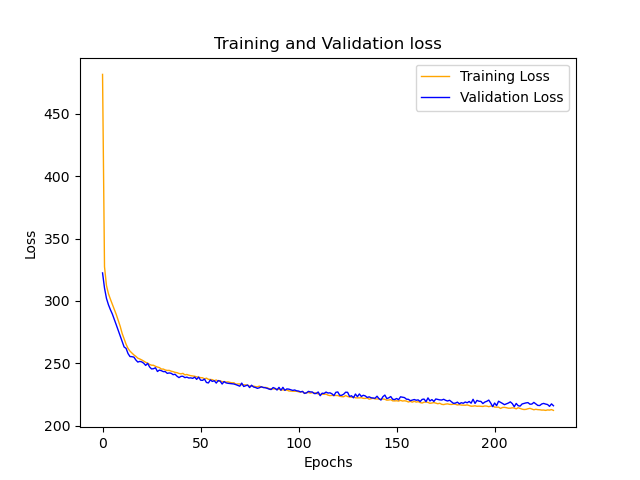 Training and Validation loss
Training Loss
Validation Loss
Loss
450
400
350
300
250
200
0 50 100 150 200
Epochs